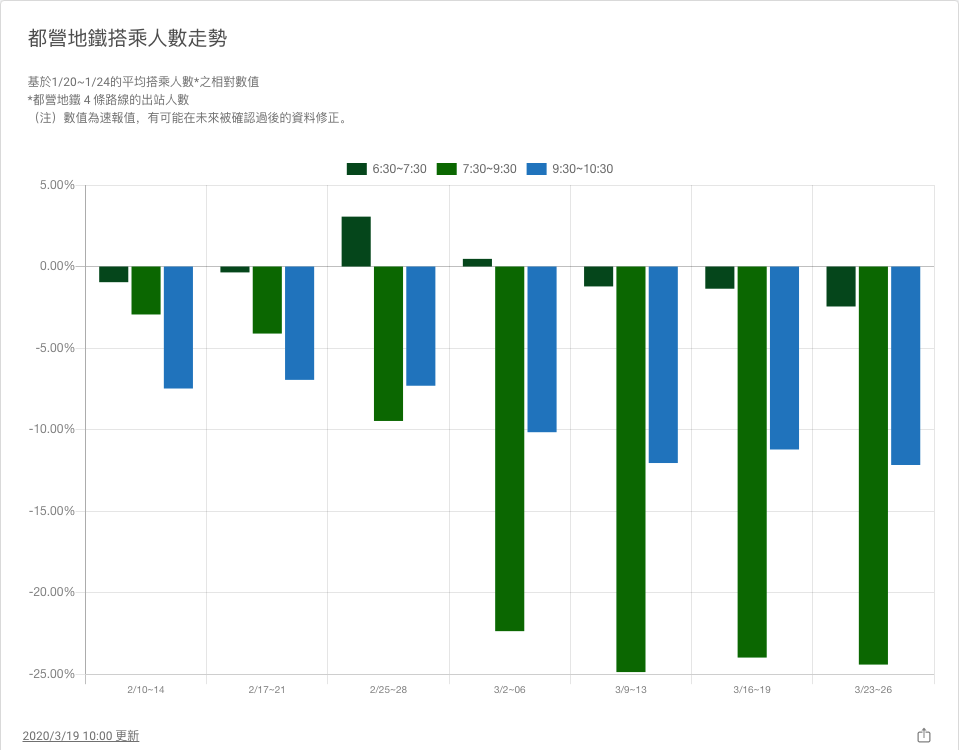 都營地鐵搭乘人數走勢
基於1/20~1/24的平均搭乘人數*之相對數值
*都營地鐵 4 條路線的出站人數
（注）數值為速報值，有可能在未來被確認過後的資料修正。
6:30~7:30 7:30~9:30 9:30~10:30
5.00%
0.00%
-5.00%
-10.00%
-15.00%
-20.00%
-25.00%
2/10~14 2/17~21 2/25~28 3/2~06 3/9~13 3/16~19 3/23~26
2020/3/19 10:00 更新